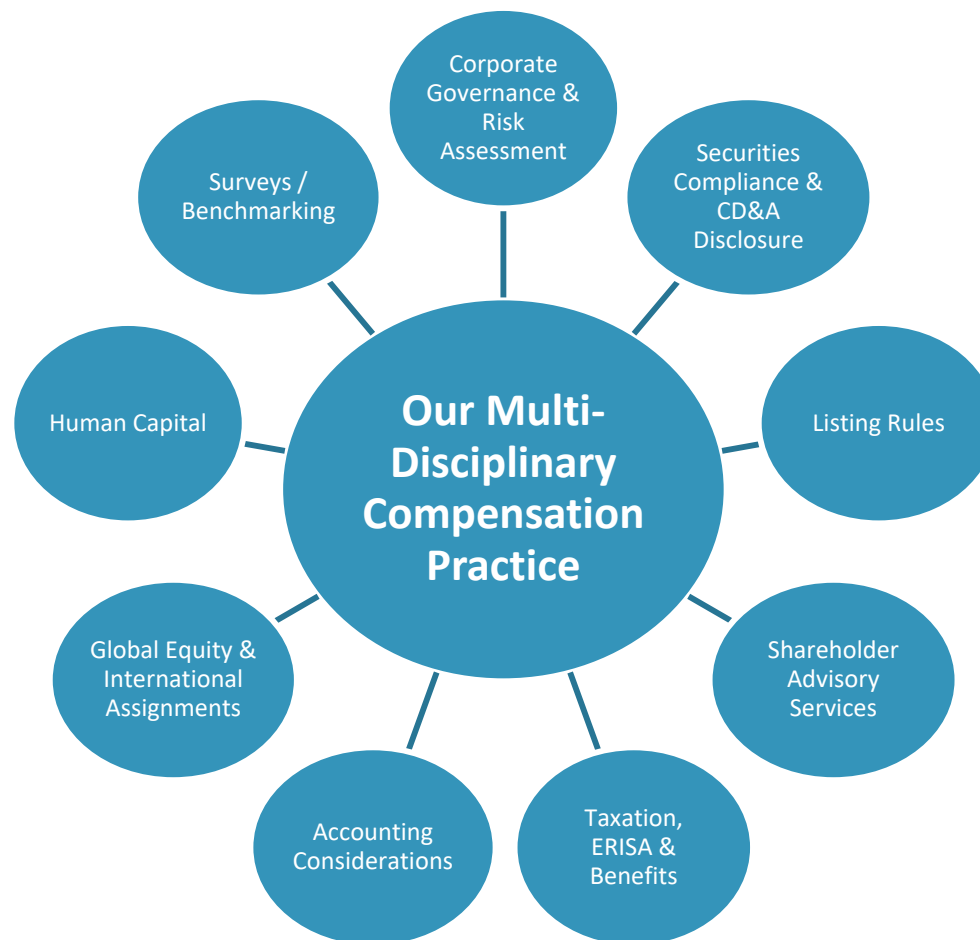 Corporate
Governance &
Risk
Assessment
Securities
Compliance &
CD&A
Disclosure
Surveys /
Benchmarking
Human Capital
Our Multi-
Disciplinary
Compensation
Practice
Listing Rules
Global Equity &
International
Assignments
Shareholder
Advisory
Services
Accounting
Considerations
Taxation,
ERISA &
Benefits